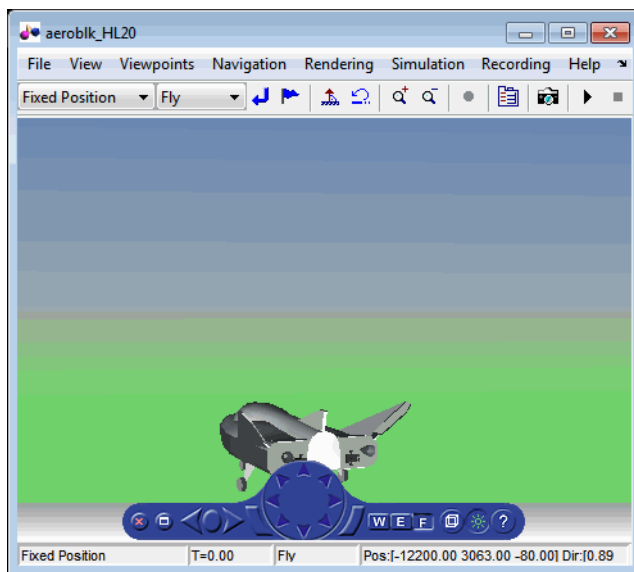 aeroblk_HL20
File View Viewpoints Navigation Rendering Simulation Recording Help
Fixed Position Fly
W E F ?
Fixed Position T=0.00 Fly Pos:[-12200.00 3063.00 -80.00] Dir:[0.89